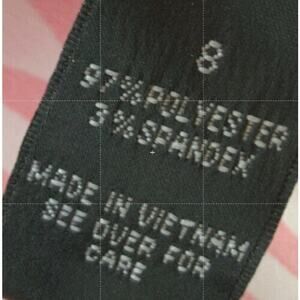 8
97% POLYESTER
3% SPANDEX
MADE IN VIETNAM
SEE OVER FOR
CARE